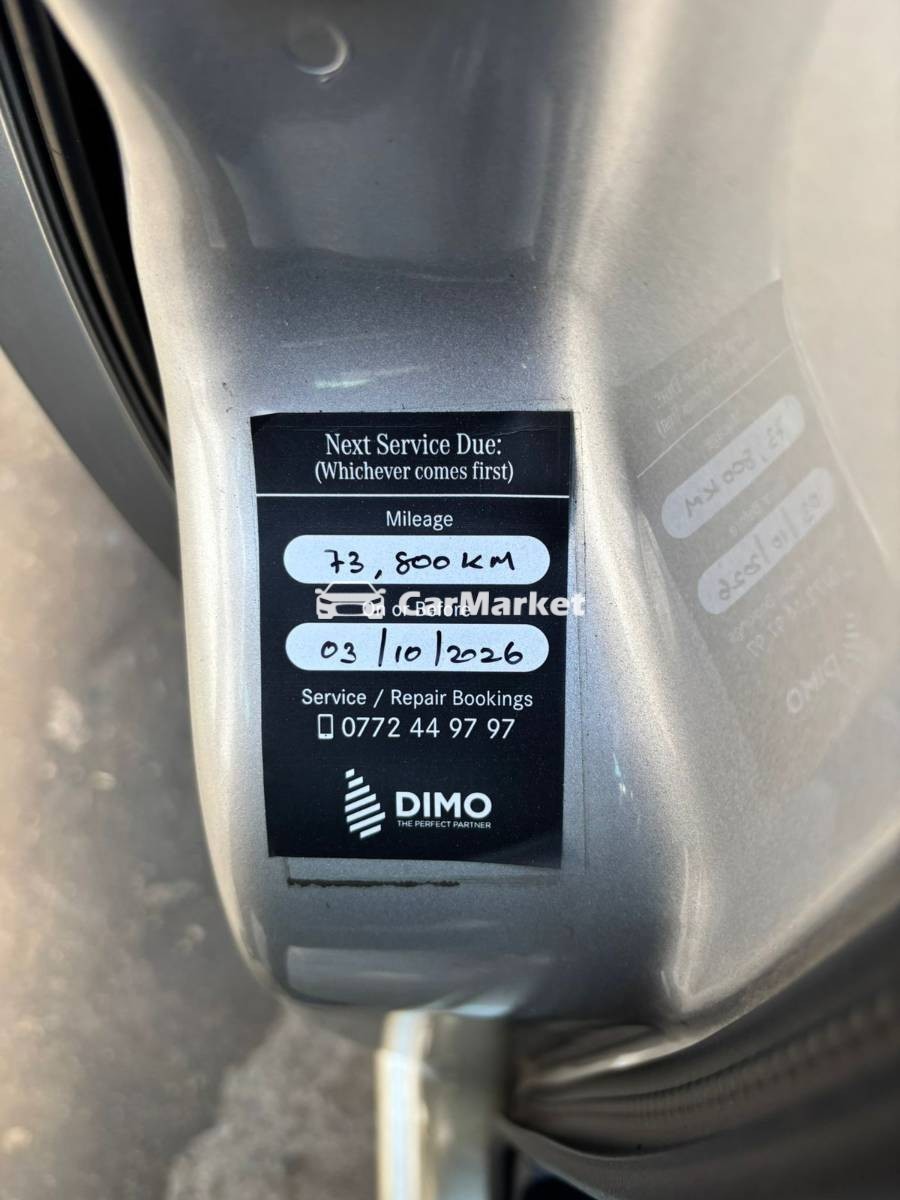 Next Service Due:
(Whichever comes first)
Mileage
73,800 KM
On or Before
CarMarket
03/10/2026
Service / Repair Bookings
0772 44 97 97
DIMO
THE PERFECT PARTNER